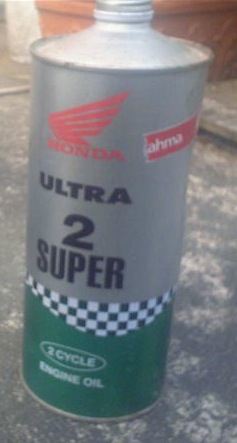 HONDA
ahma
ULTRA
2
SUPER
2 CYCLE
ENGINE OIL